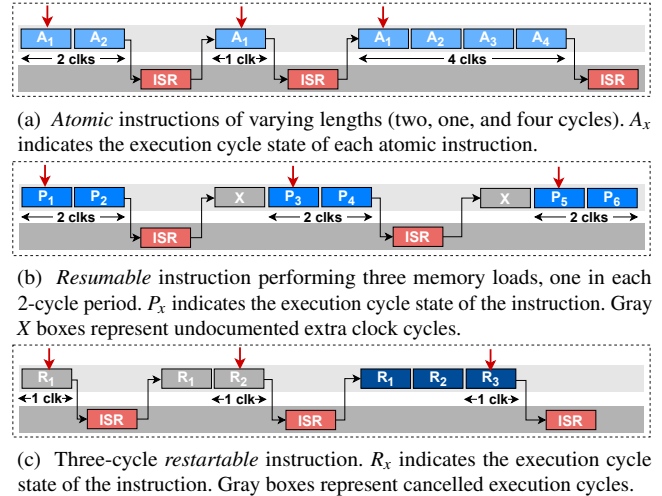 A1 A2 A1 A1 A2 A3 A4
2 clks 1 clk 4 clks
ISR ISR ISR
(a) Atomic instructions of varying lengths (two, one, and four cycles). Ax
indicates the execution cycle state of each atomic instruction.
P1 P2 X P3 P4 X P5 P6
2 clks 2 clks 2 clks
ISR ISR
(b) Resumable instruction performing three memory loads, one in each
2-cycle period. Px indicates the execution cycle state of the instruction. Gray
X boxes represent undocumented extra clock cycles.
R1 R1 R2 R1 R2 R3
1 clk 1 clk 1 clk
ISR ISR ISR
(c) Three-cycle restartable instruction. Rx indicates the execution cycle
state of the instruction. Gray boxes represent cancelled execution cycles.